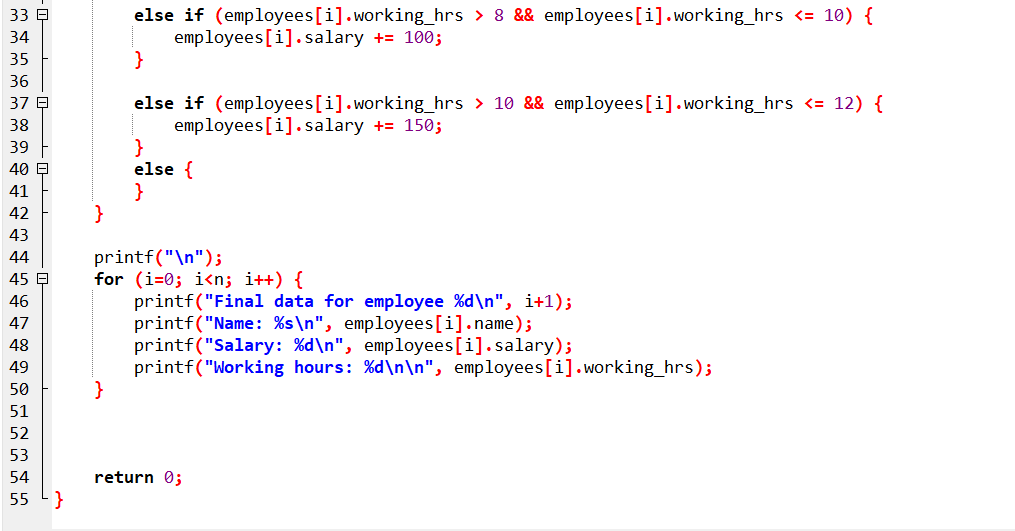 33 else if (employees[i].working_hrs > 8 && employees[i].working_hrs <= 10) {
34 employees[i].salary += 100;
35 }
36
37 else if (employees[i].working_hrs > 10 && employees[i].working_hrs <= 12) {
38 employees[i].salary += 150;
39 }
40 else {
41 }
42 }
43
44 printf("\n");
45 for (i=0; i<n; i++) {
46 printf("Final data for employee %d\n", i+1);
47 printf("Name: %s\n", employees[i].name);
48 printf("Salary: %d\n", employees[i].salary);
49 printf("Working hours: %d\n\n", employees[i].working_hrs);
50 }
51
52
53
54 return 0;
55 }